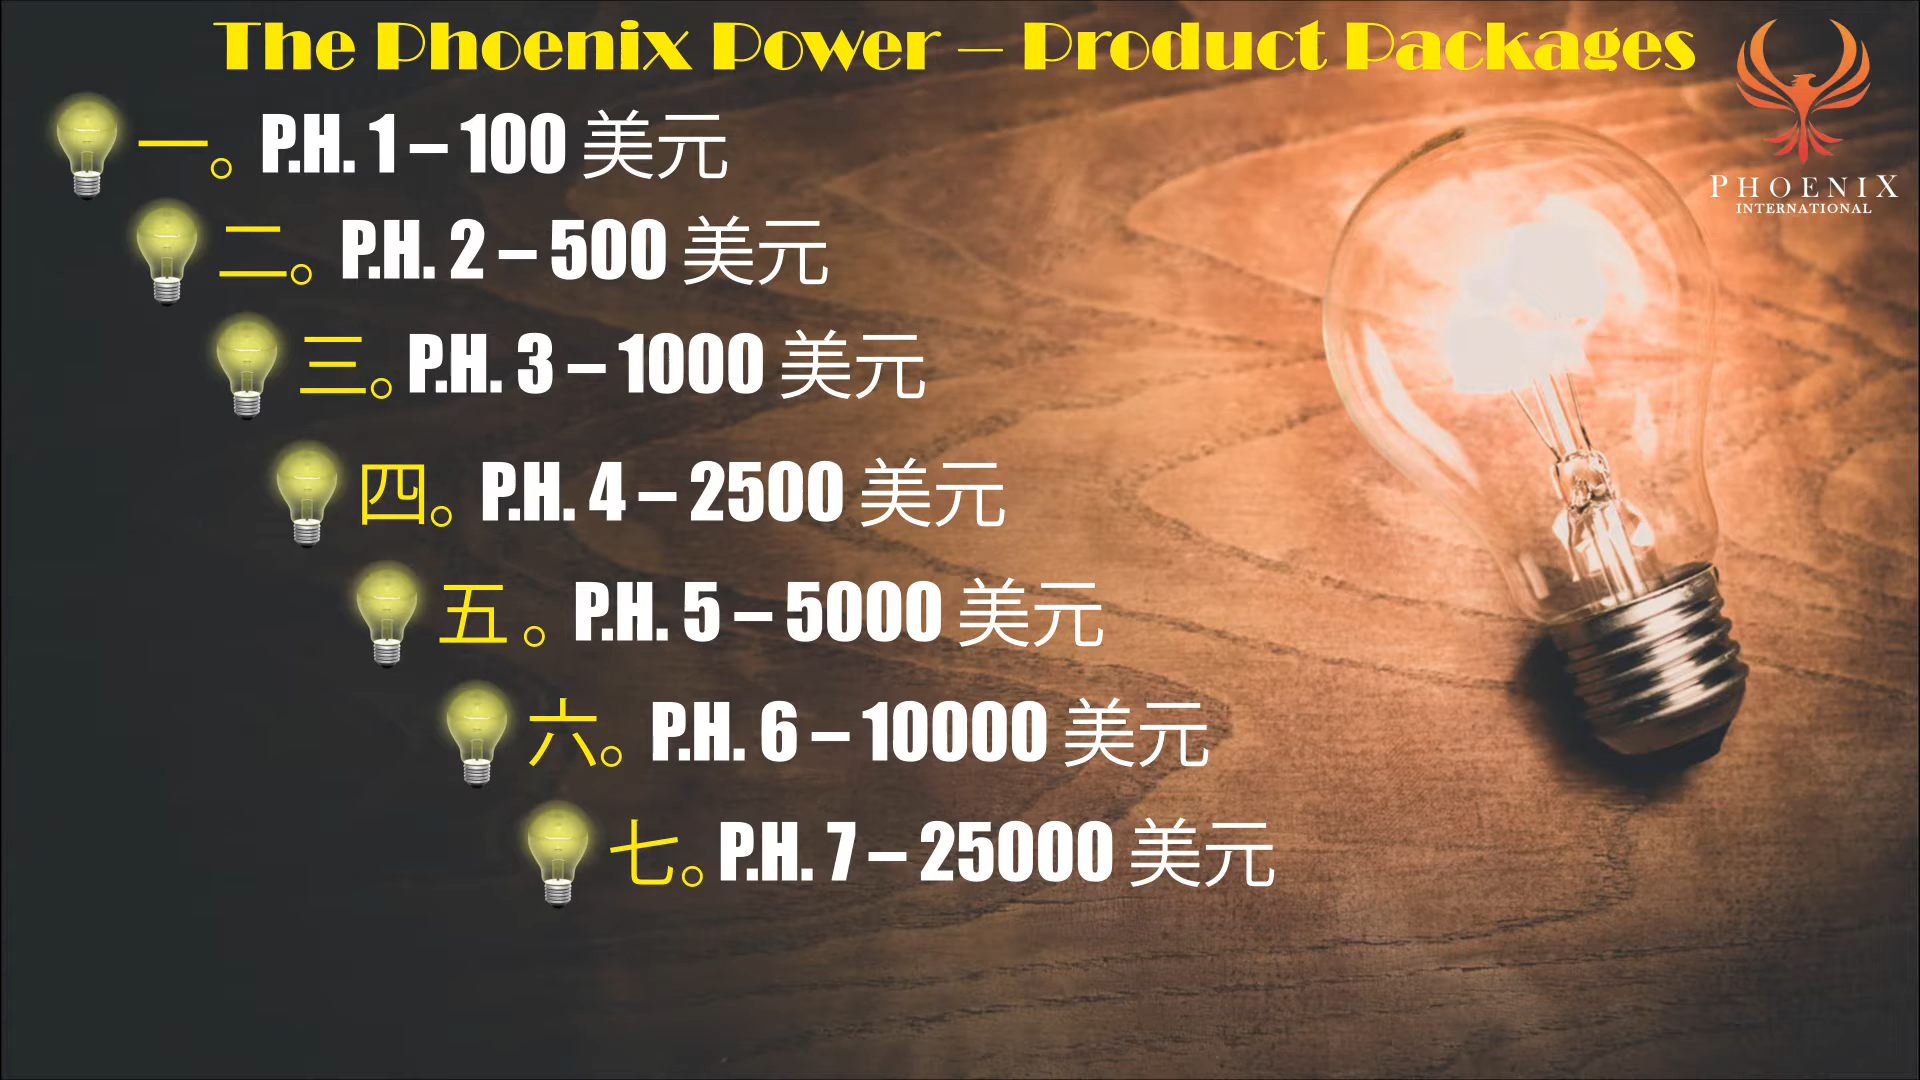 The Phoenix Power – Product Packages
PHOENIX
INTERNATIONAL
一。 P.H. 1 – 100 美元
二。 P.H. 2 – 500 美元
三。 P.H. 3 – 1000 美元
四。 P.H. 4 – 2500 美元
五。 P.H. 5 – 5000 美元
六。 P.H. 6 – 10000 美元
七。 P.H. 7 – 25000 美元